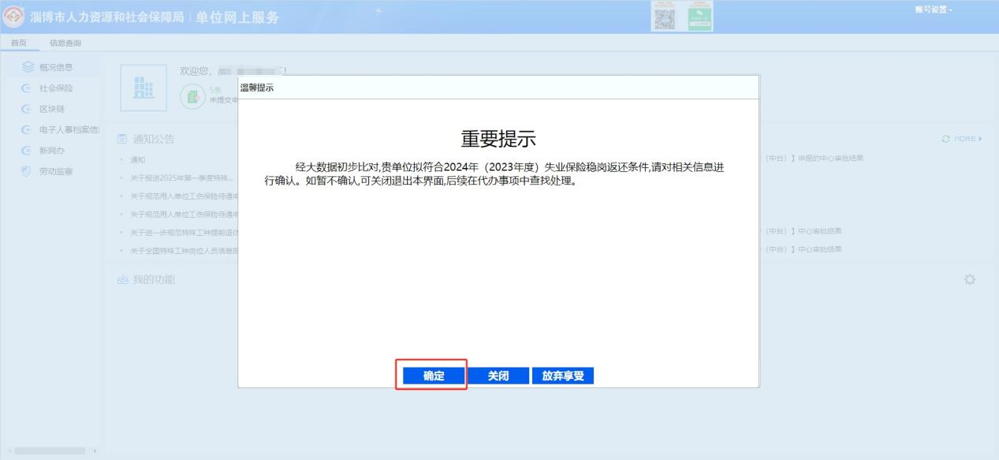 淄博市人力资源和社会保障局 | 单位网上服务
账号设置
首页
信息查询
概况信息
社会保险
区块链
电子人事档案信
新网办
劳动监察
欢迎您,
5条
未提交申
通知公告
MORE
通知
关于报送2025年第一季度特殊...
关于规范用人单位工伤保险待遇申
关于规范用人单位工伤保险待遇申
关于进一步规范特殊工种提前退休
关于全国特殊工种岗位人员信息报
(中台)】申报的中心审批结果
(中台)】中心审批结果
(中台)】中心审批结果
我的功能
温馨提示
重要提示
经大数据初步比对,贵单位拟符合2024年(2023年度)失业保险稳岗返还条件,请对相关信息进
行确认。如暂不确认,可关闭退出本界面,后续在代办事项中查找处理。
确定
关闭
放弃享受